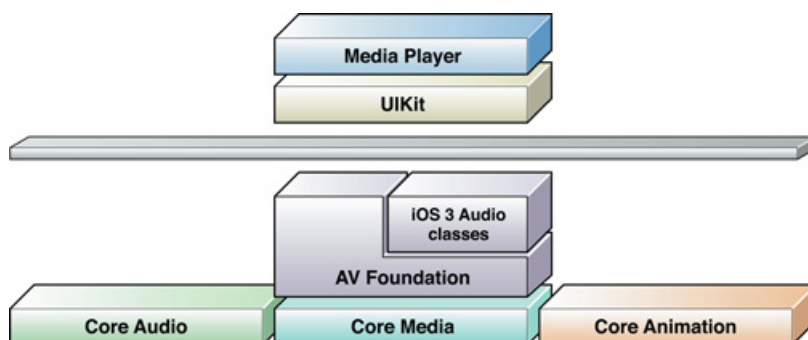 Media Player
UIKit
iOS 3 Audio
classes
AV Foundation
Core Audio
Core Media
Core Animation